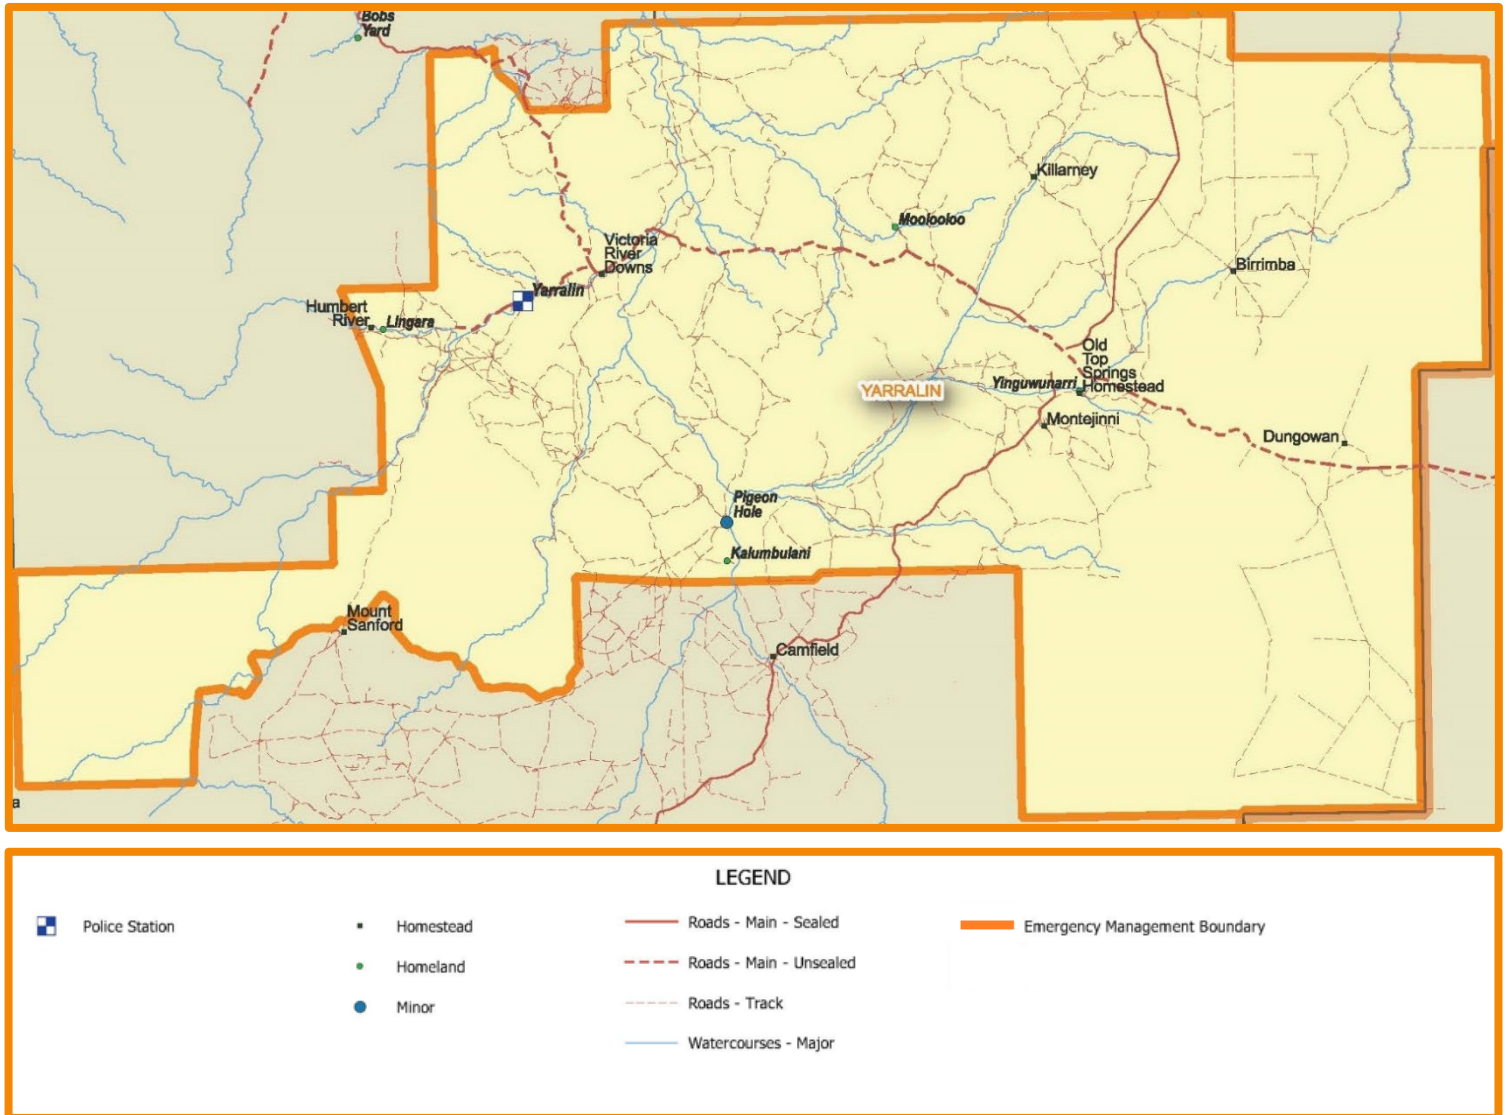 Bobs
Yard
Killarney
Moolooloo
Victoria
River
Downs
Birrimba
Yarralin
Humbert
River
Lingara
Old
Top
Springs
Homestead
Yinguwunarri
YARRALIN
Montejinni
Dungowan
Pigeon
Hole
Kalumbulani
Mount
Sanford
Camfield
a
LEGEND
Police Station
Homestead
Homeland
Minor
Roads - Main - Sealed
Roads - Main - Unsealed
Roads - Track
Watercourses - Major
Emergency Management Boundary